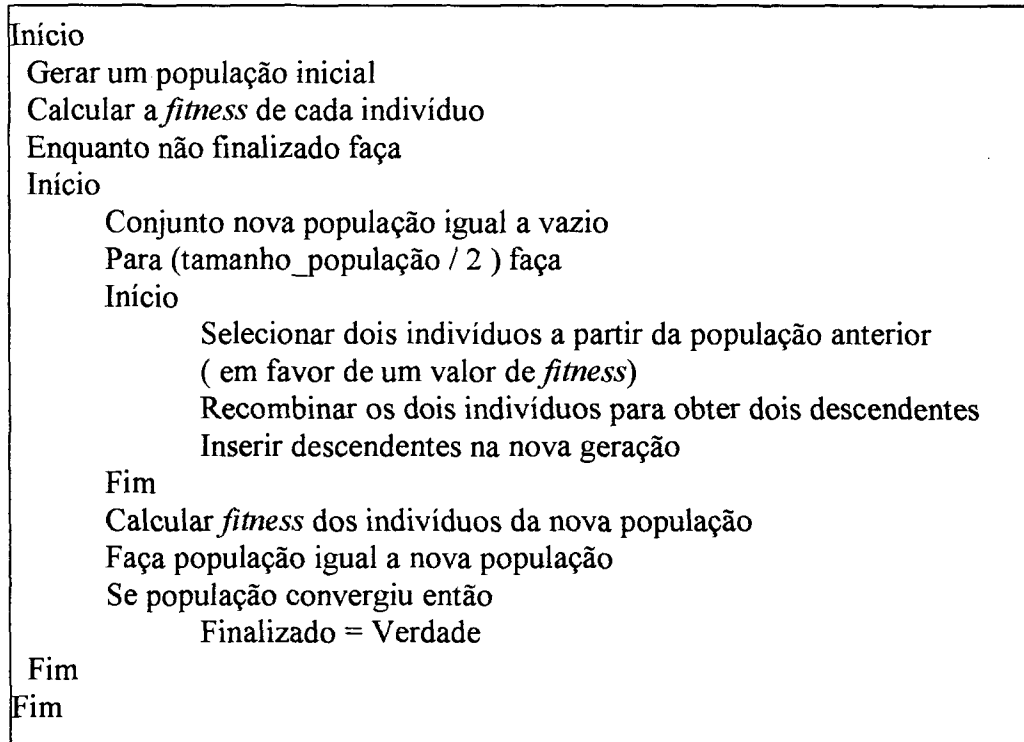 Início
Gerar um população inicial
Calcular a fitness de cada indivíduo
Enquanto não finalizado faça
Início
Conjunto nova população igual a vazio
Para (tamanho_população / 2 ) faça
Início
Selecionar dois indivíduos a partir da população anterior
( em favor de um valor de fitness)
Recombinar os dois indivíduos para obter dois descendentes
Inserir descendentes na nova geração
Fim
Calcular fitness dos indivíduos da nova população
Faça população igual a nova população
Se população convergiu então
Finalizado = Verdade
Fim
Fim